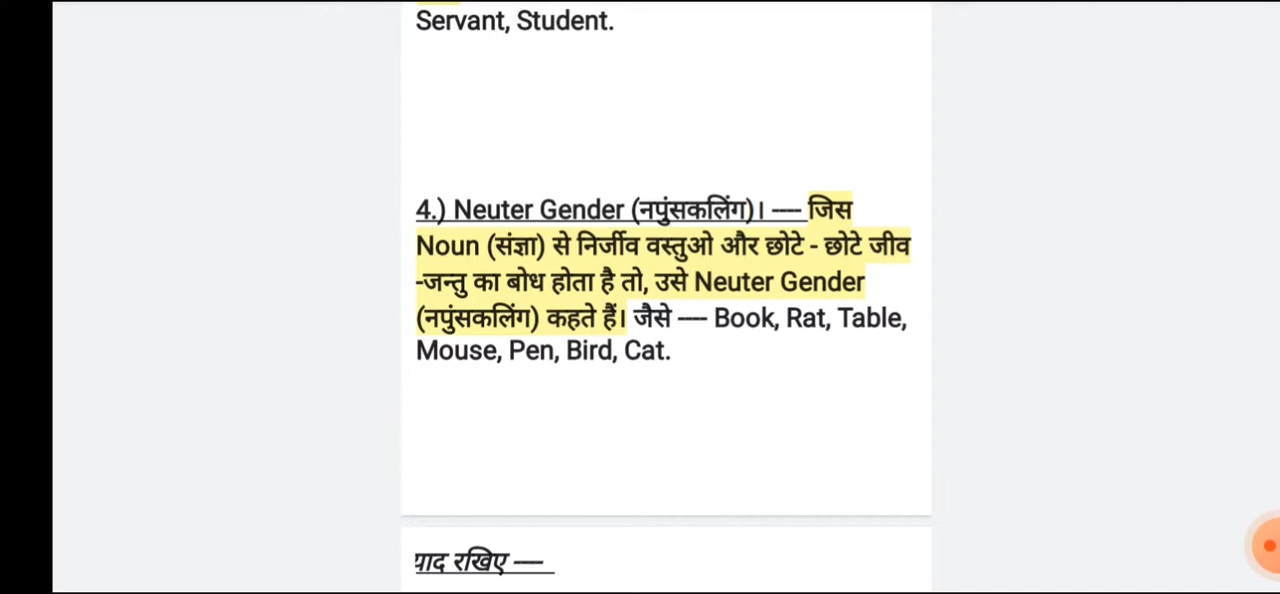 Servant, Student.
4.) Neuter Gender (नपुंसकलिंग)। ---- जिस
Noun (संज्ञा) से निर्जीव वस्तुओ और छोटे - छोटे जीव
-जन्तु का बोध होता है तो, उसे Neuter Gender
(नपुंसकलिंग) कहते हैं। जैसे ---- Book, Rat, Table,
Mouse, Pen, Bird, Cat.
याद रखिए ----